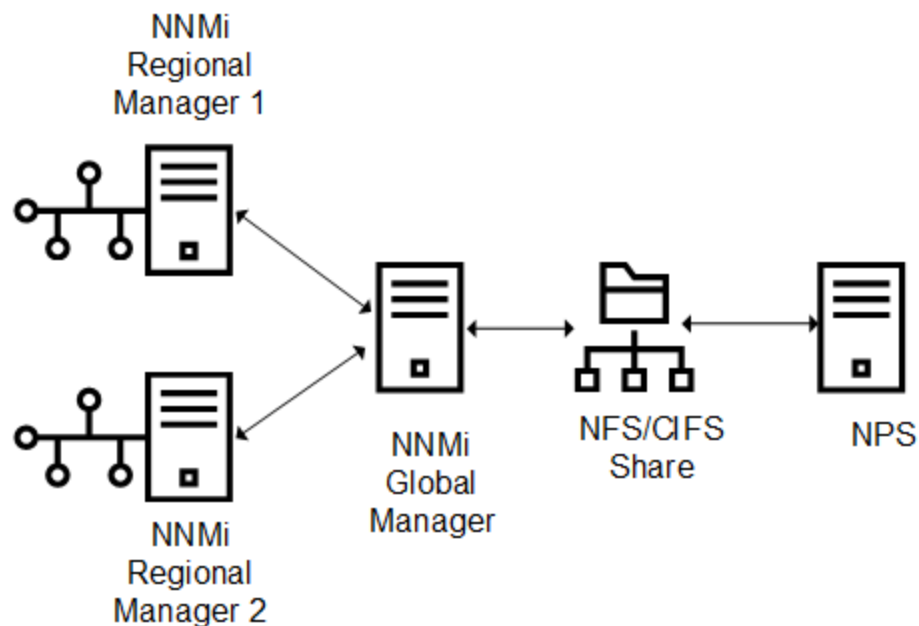 NNMi
Regional
Manager 1
NNMi
Global
Manager
NFS/CIFS
Share
NPS
NNMi
Regional
Manager 2